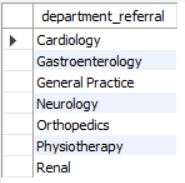 department_referral
Cardiology
Gastroenterology
General Practice
Neurology
Orthopedics
Physiotherapy
Renal